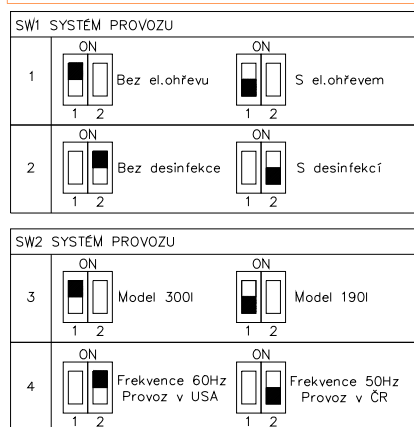 SW1 SYSTÉM PROVOZU
1
ON
1 2
Bez el.ohřevu
ON
1 2
S el.ohřevem
2
ON
1 2
Bez desinfekce
ON
1 2
S desinfekcí
SW2 SYSTÉM PROVOZU
3
ON
1 2
Model 300l
ON
1 2
Model 190l
4
ON
1 2
Frekvence 60Hz
Provoz v USA
ON
1 2
Frekvence 50Hz
Provoz v ČR